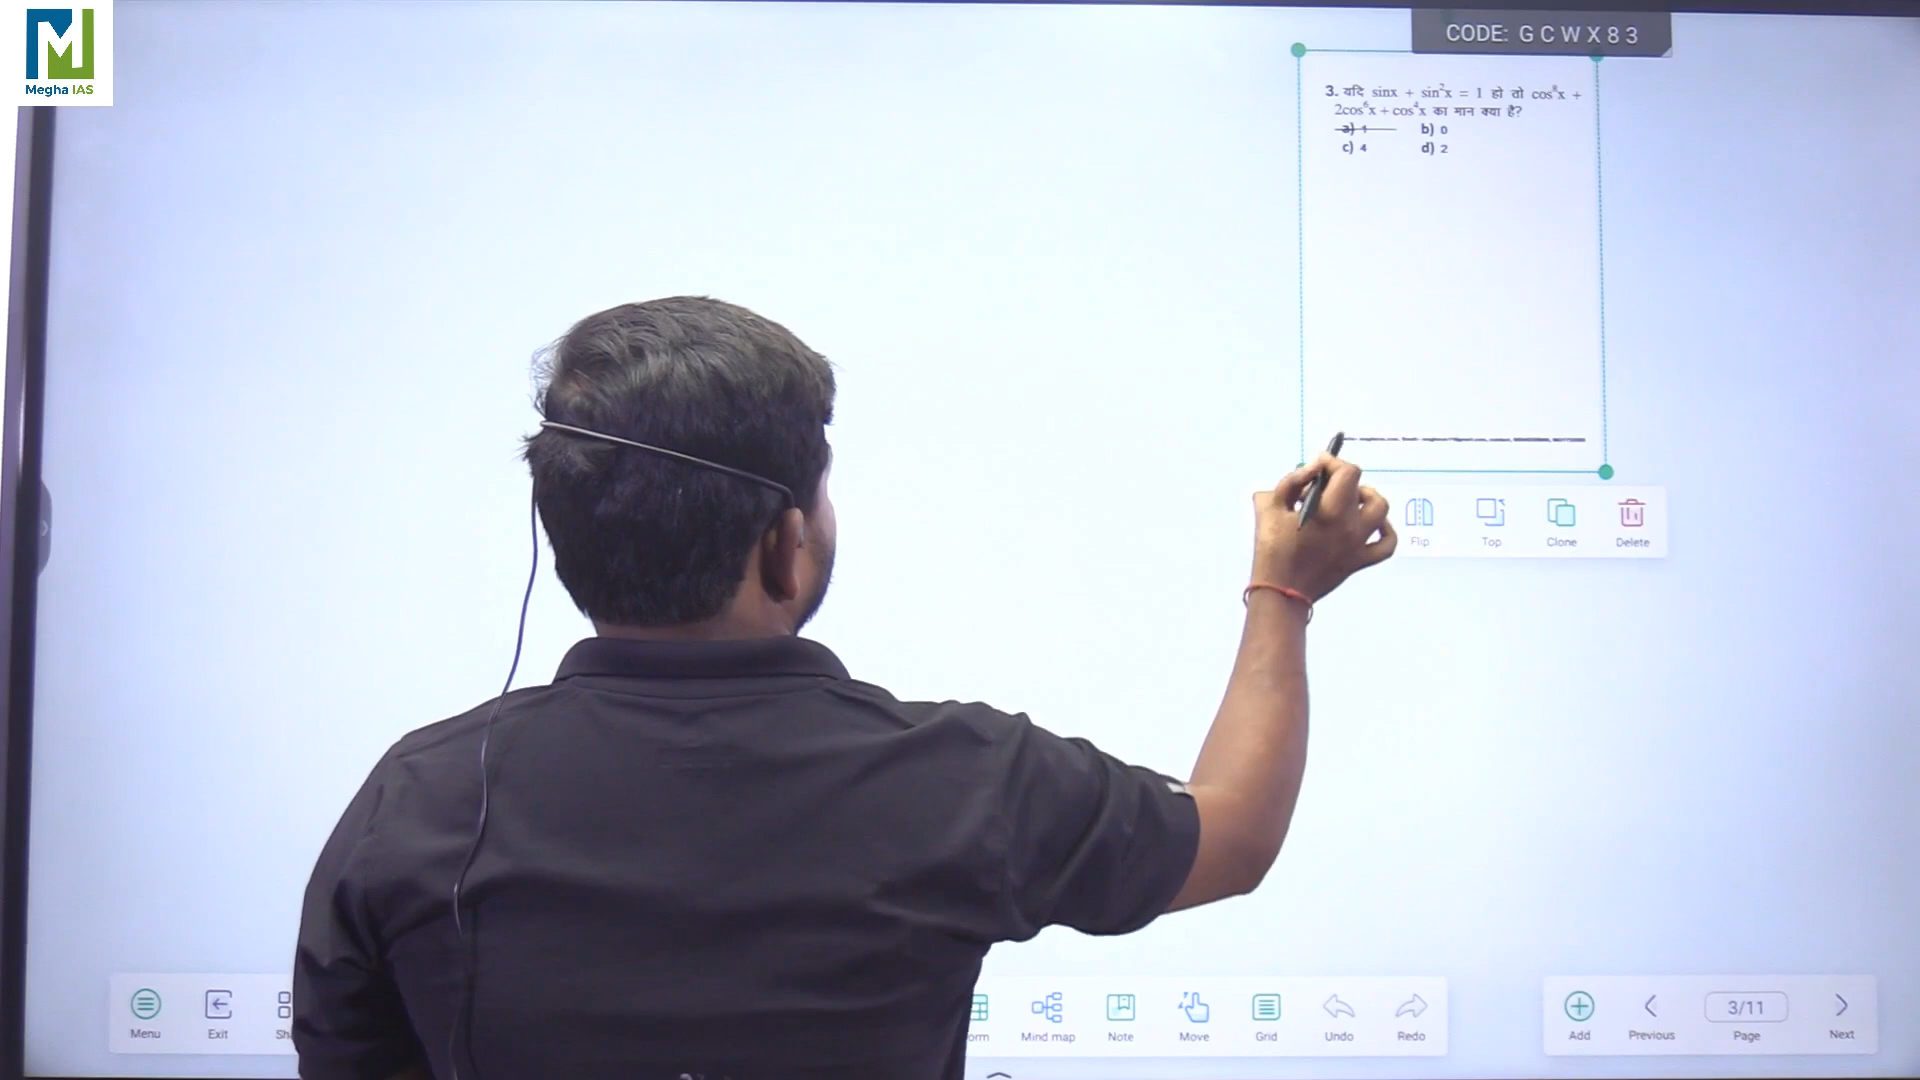 Megha IAS
CODE: G C W X 8 3
3. यदि sinx + sin²x = 1 हो तो cos⁸x +
2cos⁶x + cos⁴x का मान क्या है?
a) 1 b) 0
c) 4 d) 2
Flip Top Clone Delete
Menu Exit Mind map Note Move Grid Undo Redo
Add Previous 3/11 Page Next